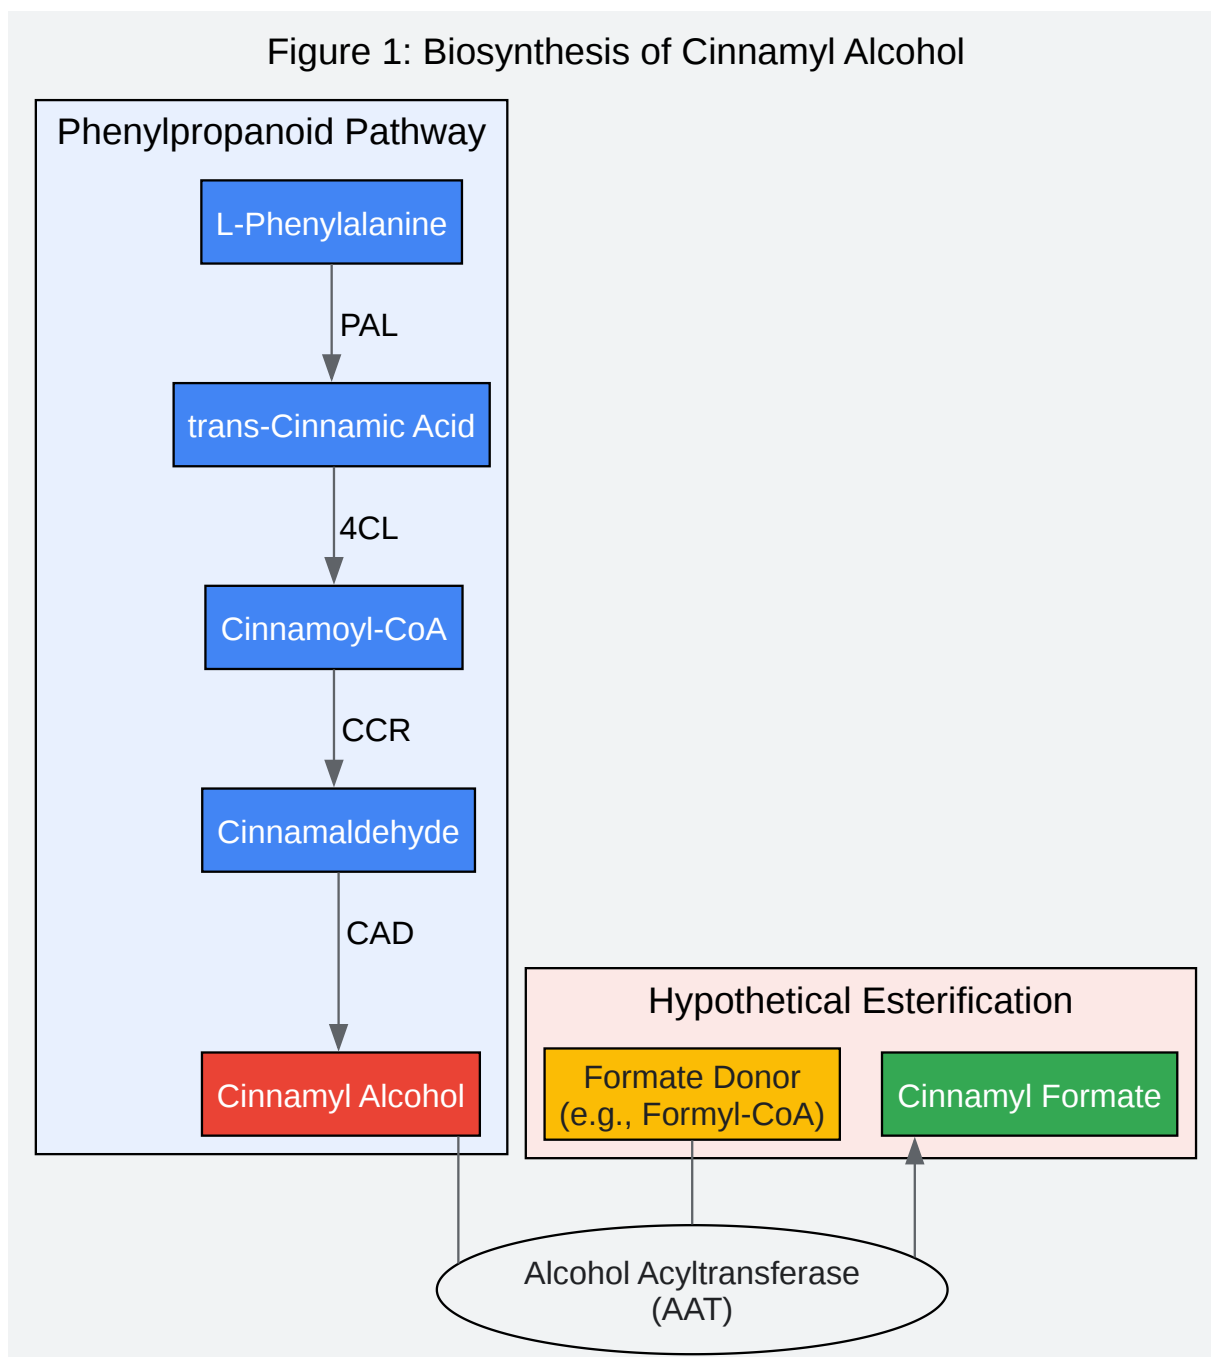 Figure 1: Biosynthesis of Cinnamyl Alcohol
Phenylpropanoid Pathway
L-Phenylalanine
PAL
trans-Cinnamic Acid
4CL
Cinnamoyl-CoA
CCR
Cinnamaldehyde
CAD
Cinnamyl Alcohol
Hypothetical Esterification
Formate Donor
(e.g., Formyl-CoA)
Cinnamyl Formate
Alcohol Acyltransferase
(AAT)